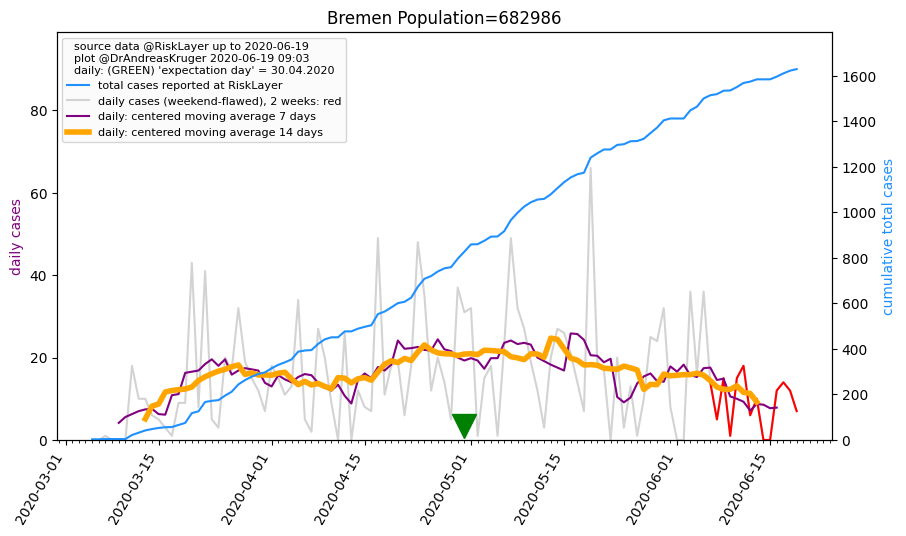 Bremen Population=682986
source data @RiskLayer up to 2020-06-19
plot @DrAndreasKruger 2020-06-19 09:03
daily: (GREEN) 'expectation day' = 30.04.2020
total cases reported at RiskLayer
daily cases (weekend-flawed), 2 weeks: red
daily: centered moving average 7 days
daily: centered moving average 14 days
daily cases
80
60
40
20
0
cumulative total cases
1600
1400
1200
1000
800
600
400
200
0
2020-03-01
2020-03-15
2020-04-01
2020-04-15
2020-05-01
2020-05-15
2020-06-01
2020-06-15